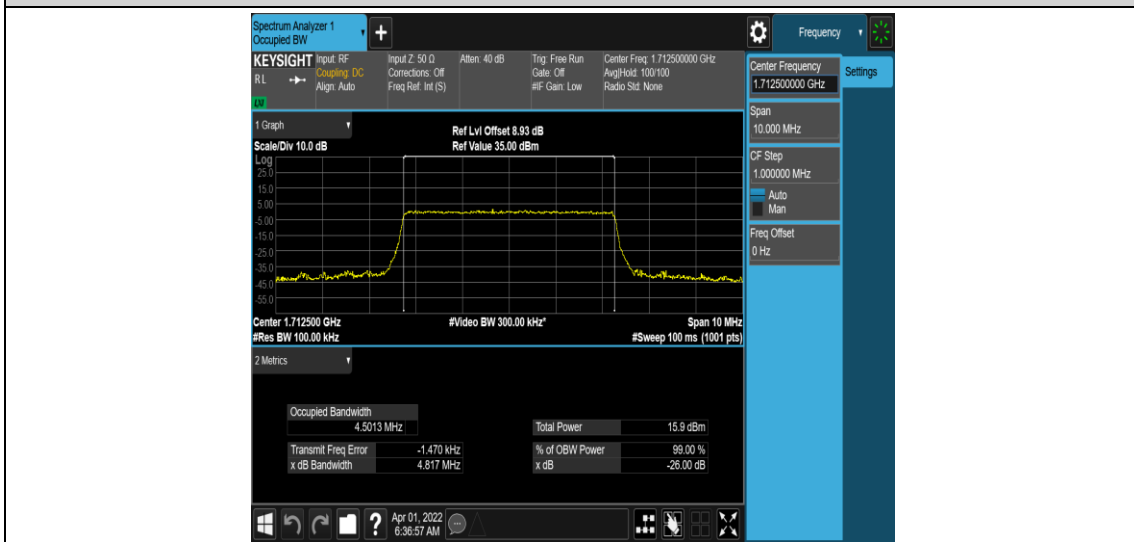 Spectrum Analyzer 1
Occupied BW
+
Frequency
KEYSIGHT Input: RF Input Z: 50 Ω Atten: 40 dB Trig: Free Run Center Freq: 1.712500000 GHz
RL Coupling: DC Corrections: Off Gate: Off Avg|Hold: 100/100
Align: Auto Freq Ref: Int (S) #IF Gain: Low Radio Std: None
Center Frequency
1.712500000 GHz
Settings
Span
10.000 MHz
CF Step
1.000000 MHz
Auto
Man
Freq Offset
0 Hz
1 Graph
Ref Lvl Offset 8.93 dB
Scale/Div 10.0 dB Ref Value 35.00 dBm
Log
25.0
15.0
5.00
-5.00
-15.0
-25.0
-35.0
-45.0
-55.0
Center 1.712500 GHz #Video BW 300.00 kHz* Span 10 MHz
#Res BW 100.00 kHz #Sweep 100 ms (1001 pts)
2 Metrics
Occupied Bandwidth
4.5013 MHz Total Power 15.9 dBm
Transmit Freq Error -1.470 kHz % of OBW Power 99.00 %
x dB Bandwidth 4.817 MHz x dB -26.00 dB
? Apr 01, 2022
6:36:57 AM